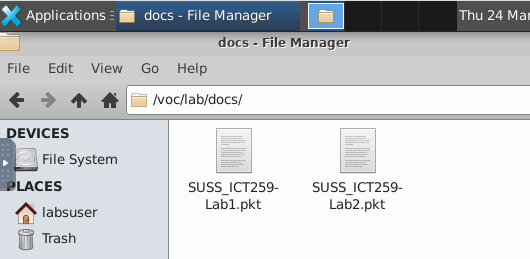 Applications
docs - File Manager
Thu 24 Mar
docs - File Manager
File Edit View Go Help
/voc/lab/docs/
DEVICES
File System
PLACES
labsuser
Trash
SUSS_ICT259-
Lab1.pkt
SUSS_ICT259-
Lab2.pkt